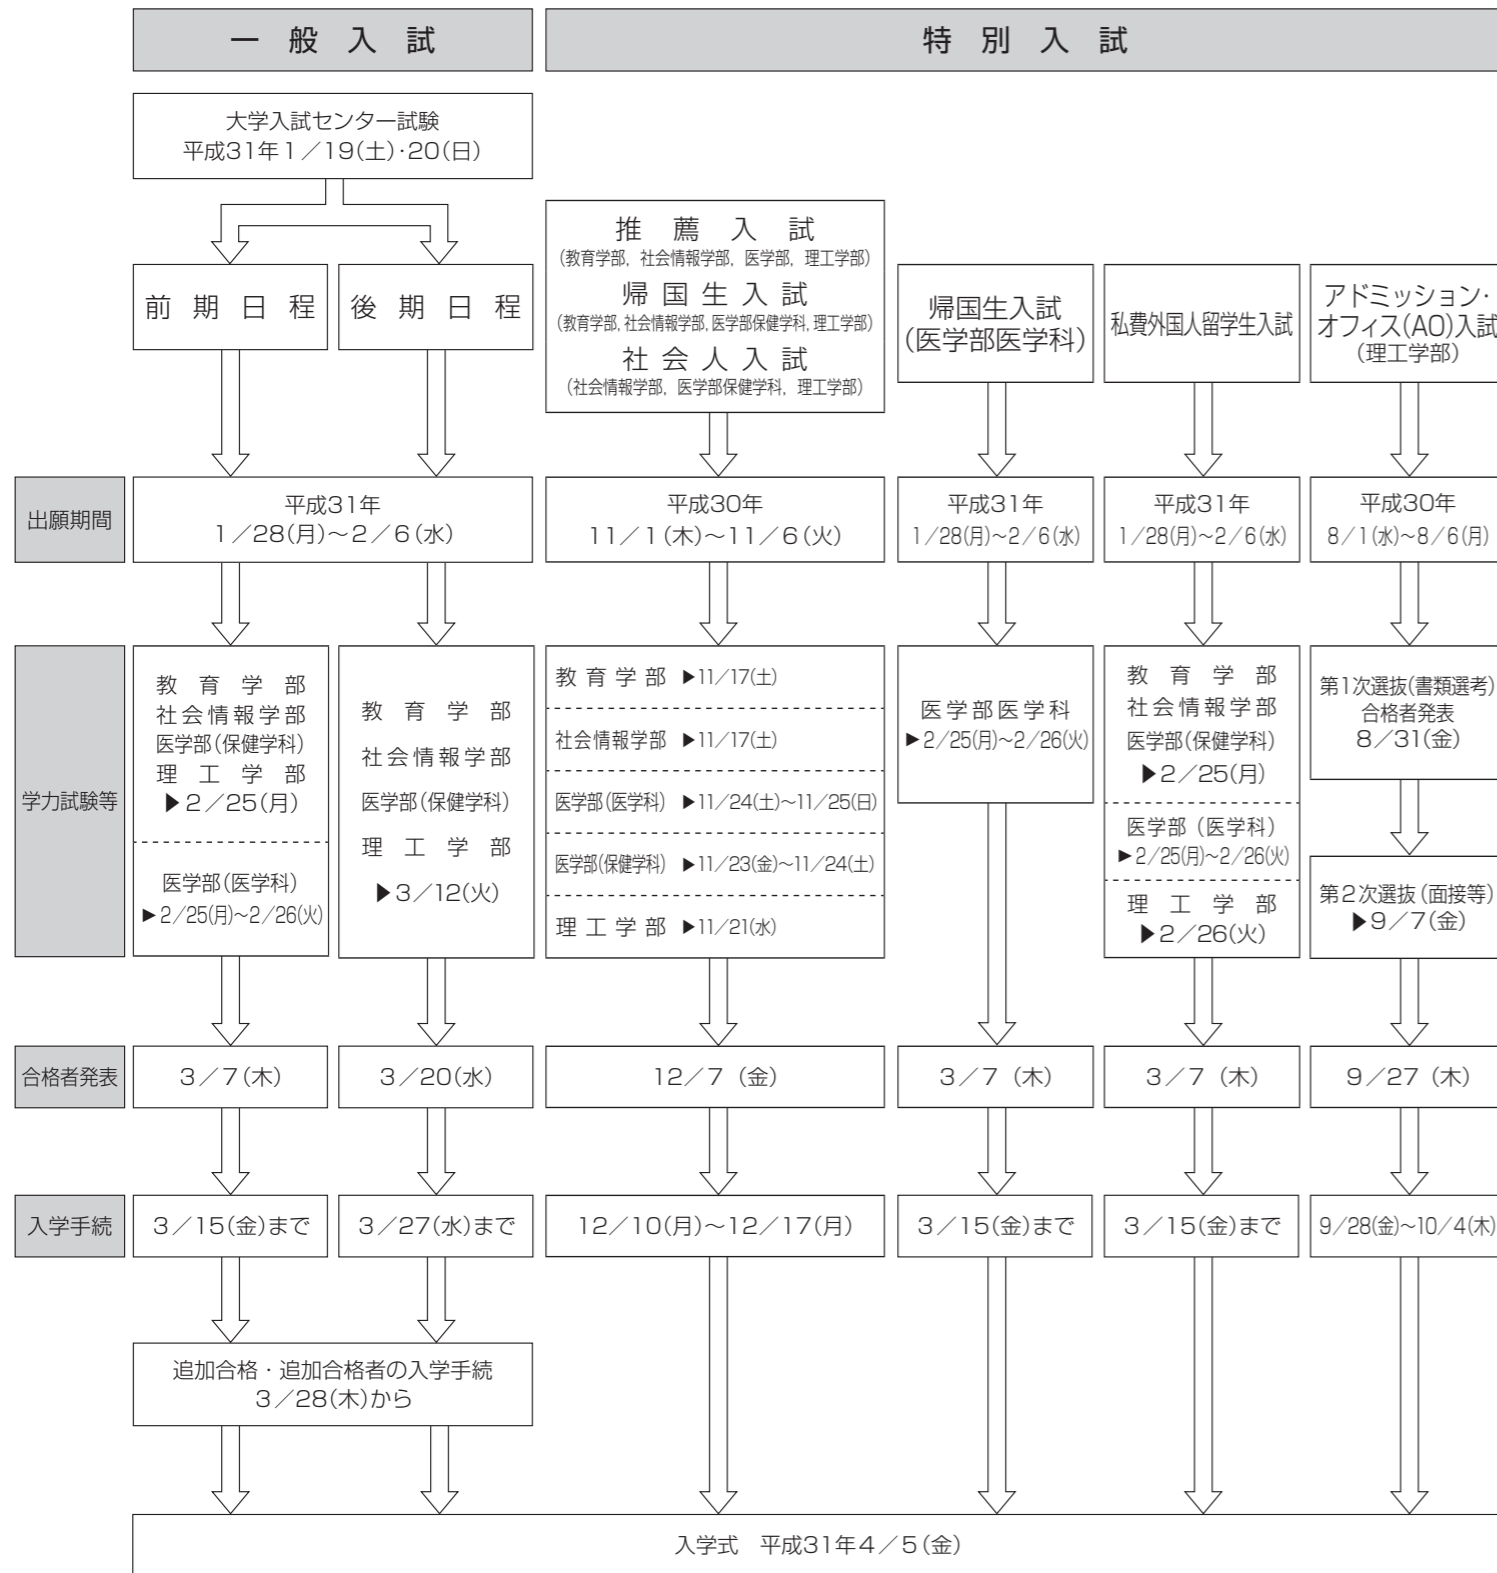 一般入試
特別入試
大学入試センター試験
平成31年1／19(土)･20(日)
前期日程
後期日程
推薦入試
(教育学部，社会情報学部，医学部，理工学部)
帰国生入試
(教育学部,社会情報学部,医学部保健学科,理工学部)
社会人入試
(社会情報学部，医学部保健学科，理工学部)
帰国生入試
(医学部医学科)
私費外国人留学生入試
アドミッション・
オフィス(AO)入試
(理工学部)
出願期間
平成31年
1／28(月)～2／6(水)
平成30年
11／1(木)～11／6(火)
平成31年
1／28(月)～2／6(水)
平成31年
1／28(月)～2／6(水)
平成30年
8／1(水)～8／6(月)
学力試験等
教育学部
社会情報学部
医学部(保健学科)
理工学部
▶2／25(月)
医学部(医学科)
▶2／25(月)～2／26(火)
教育学部
社会情報学部
医学部(保健学科)
理工学部
▶3／12(火)
教育学部 ▶11／17(土)
社会情報学部 ▶11／17(土)
医学部(医学科) ▶11／24(土)～11／25(日)
医学部(保健学科) ▶11／23(金)～11／24(土)
理工学部 ▶11／21(水)
医学部医学科
▶2／25(月)～2／26(火)
教育学部
社会情報学部
医学部(保健学科)
▶2／25(月)
医学部(医学科)
▶2／25(月)～2／26(火)
理工学部
▶2／26(火)
第1次選抜(書類選考)
合格者発表
8／31(金)
第2次選抜(面接等)
▶9／7(金)
合格者発表
3／7(木)
3／20(水)
12／7(金)
3／7(木)
3／7(木)
9／27(木)
入学手続
3／15(金)まで
3／27(水)まで
12／10(月)～12／17(月)
3／15(金)まで
3／15(金)まで
9／28(金)～10／4(木)
追加合格・追加合格者の入学手続
3／28(木)から
入学式　平成31年4／5(金)